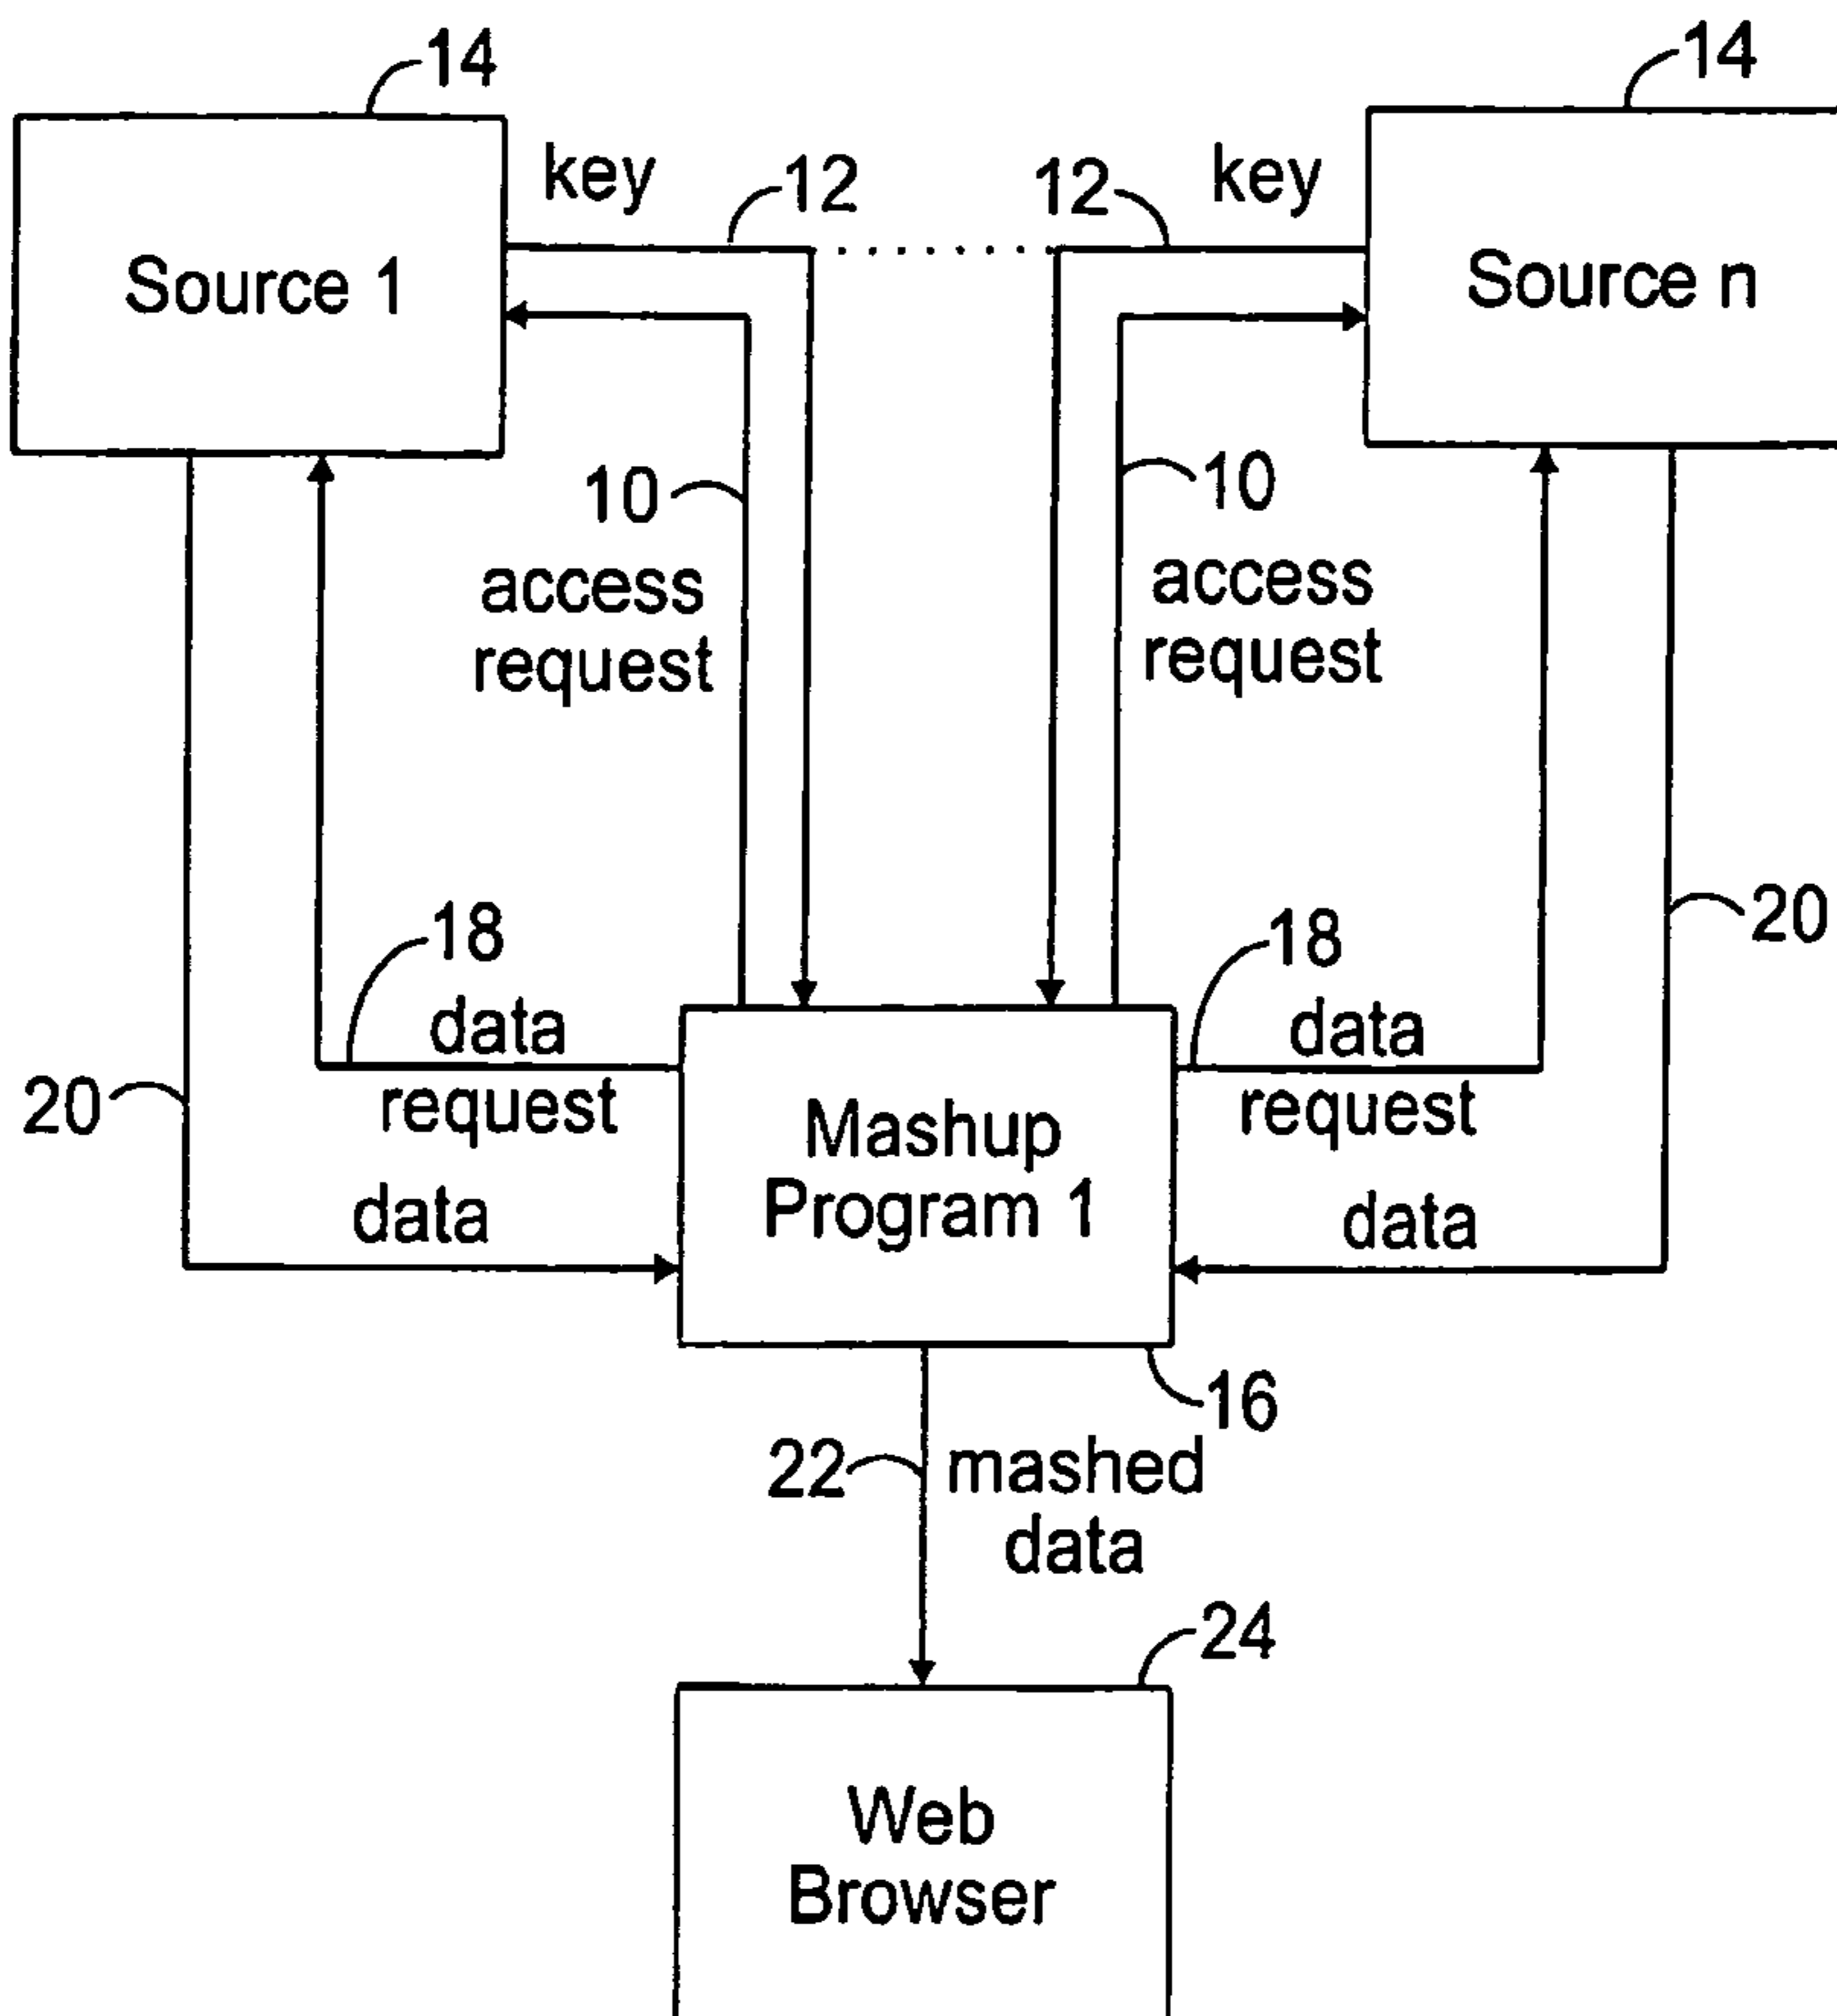 14
14
key
12
12
key
Source 1
Source n
10
access
request
10
access
request
18
data
request
18
data
request
20
20
data
data
Mashup
Program 1
16
22
mashed
data
24
Web
Browser